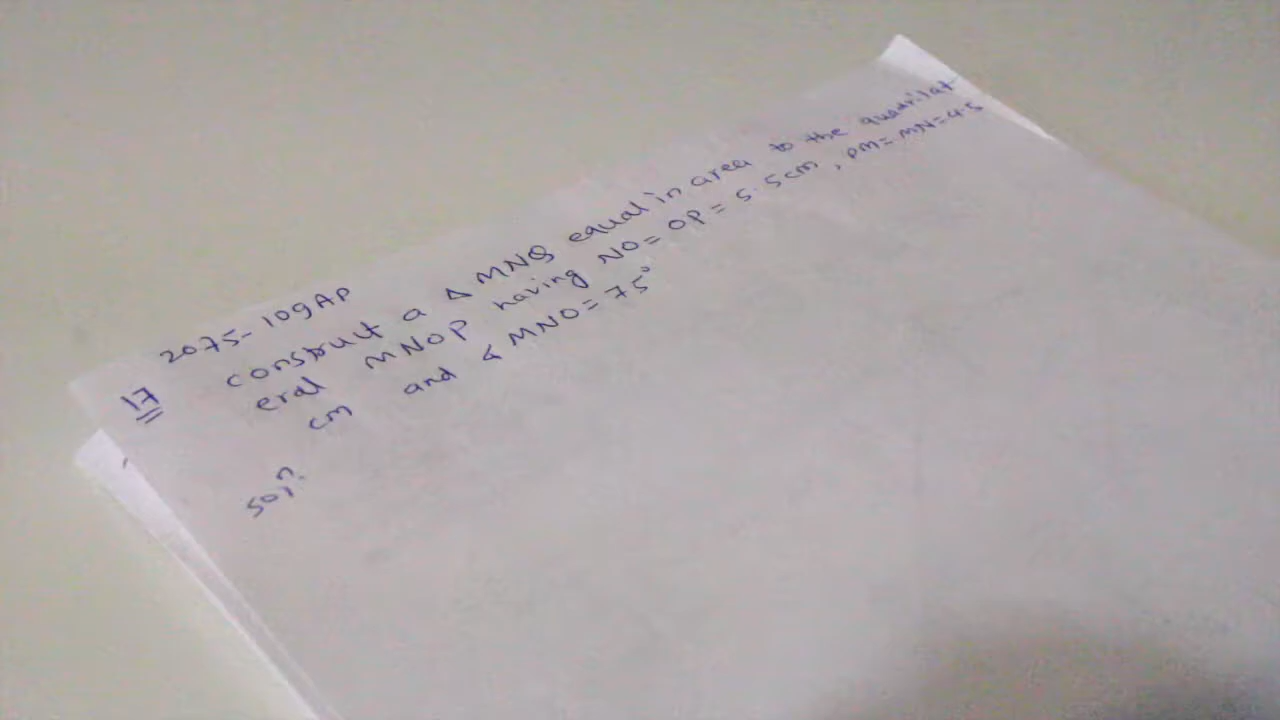 2075-109AP
17 construct a Δ MNQ equal in area to the quadrilat-
eral MNOP having NO = OP = 5.5cm, PM = MN = 4.5
cm and ∡ MNO = 75°
soln